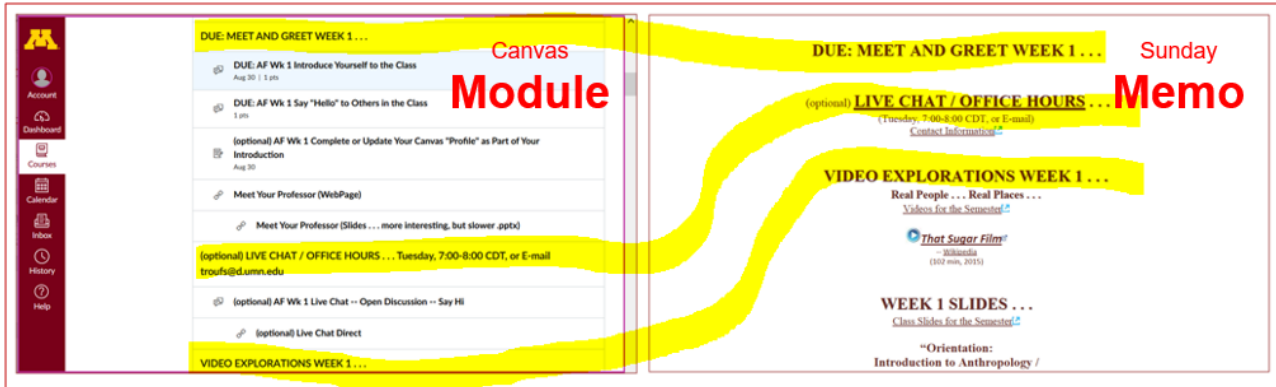 M
Account
Dashboard
Courses
Calendar
Inbox
History
Help
DUE: MEET AND GREET WEEK 1 . . .
DUE: AF Wk 1 Introduce Yourself to the Class
Aug 30 | 1 pts
DUE: AF Wk 1 Say "Hello" to Others in the Class
1 pts
(optional) AF Wk 1 Complete or Update Your Canvas "Profile" as Part of Your
Introduction
Aug 30
Meet Your Professor (WebPage)
Meet Your Professor (Slides . . . more interesting, but slower .pptx)
(optional) LIVE CHAT / OFFICE HOURS . . . Tuesday, 7:00-8:00 CDT, or E-mail
troufs@d.umn.edu
(optional) AF Wk 1 Live Chat -- Open Discussion -- Say Hi
(optional) Live Chat Direct
VIDEO EXPLORATIONS WEEK 1 . . .
Canvas
Module
DUE: MEET AND GREET WEEK 1 . . .
(optional) LIVE CHAT / OFFICE HOURS . . .
(Tuesday, 7:00-8:00 CDT, or E-mail)
Contact Information
VIDEO EXPLORATIONS WEEK 1 . . .
Real People . . . Real Places . . .
Videos for the Semester
That Sugar Film
– Wikipedia
(102 min, 2015)
WEEK 1 SLIDES . . .
Class Slides for the Semester
“Orientation:
Introduction to Anthropology /
Sunday
Memo